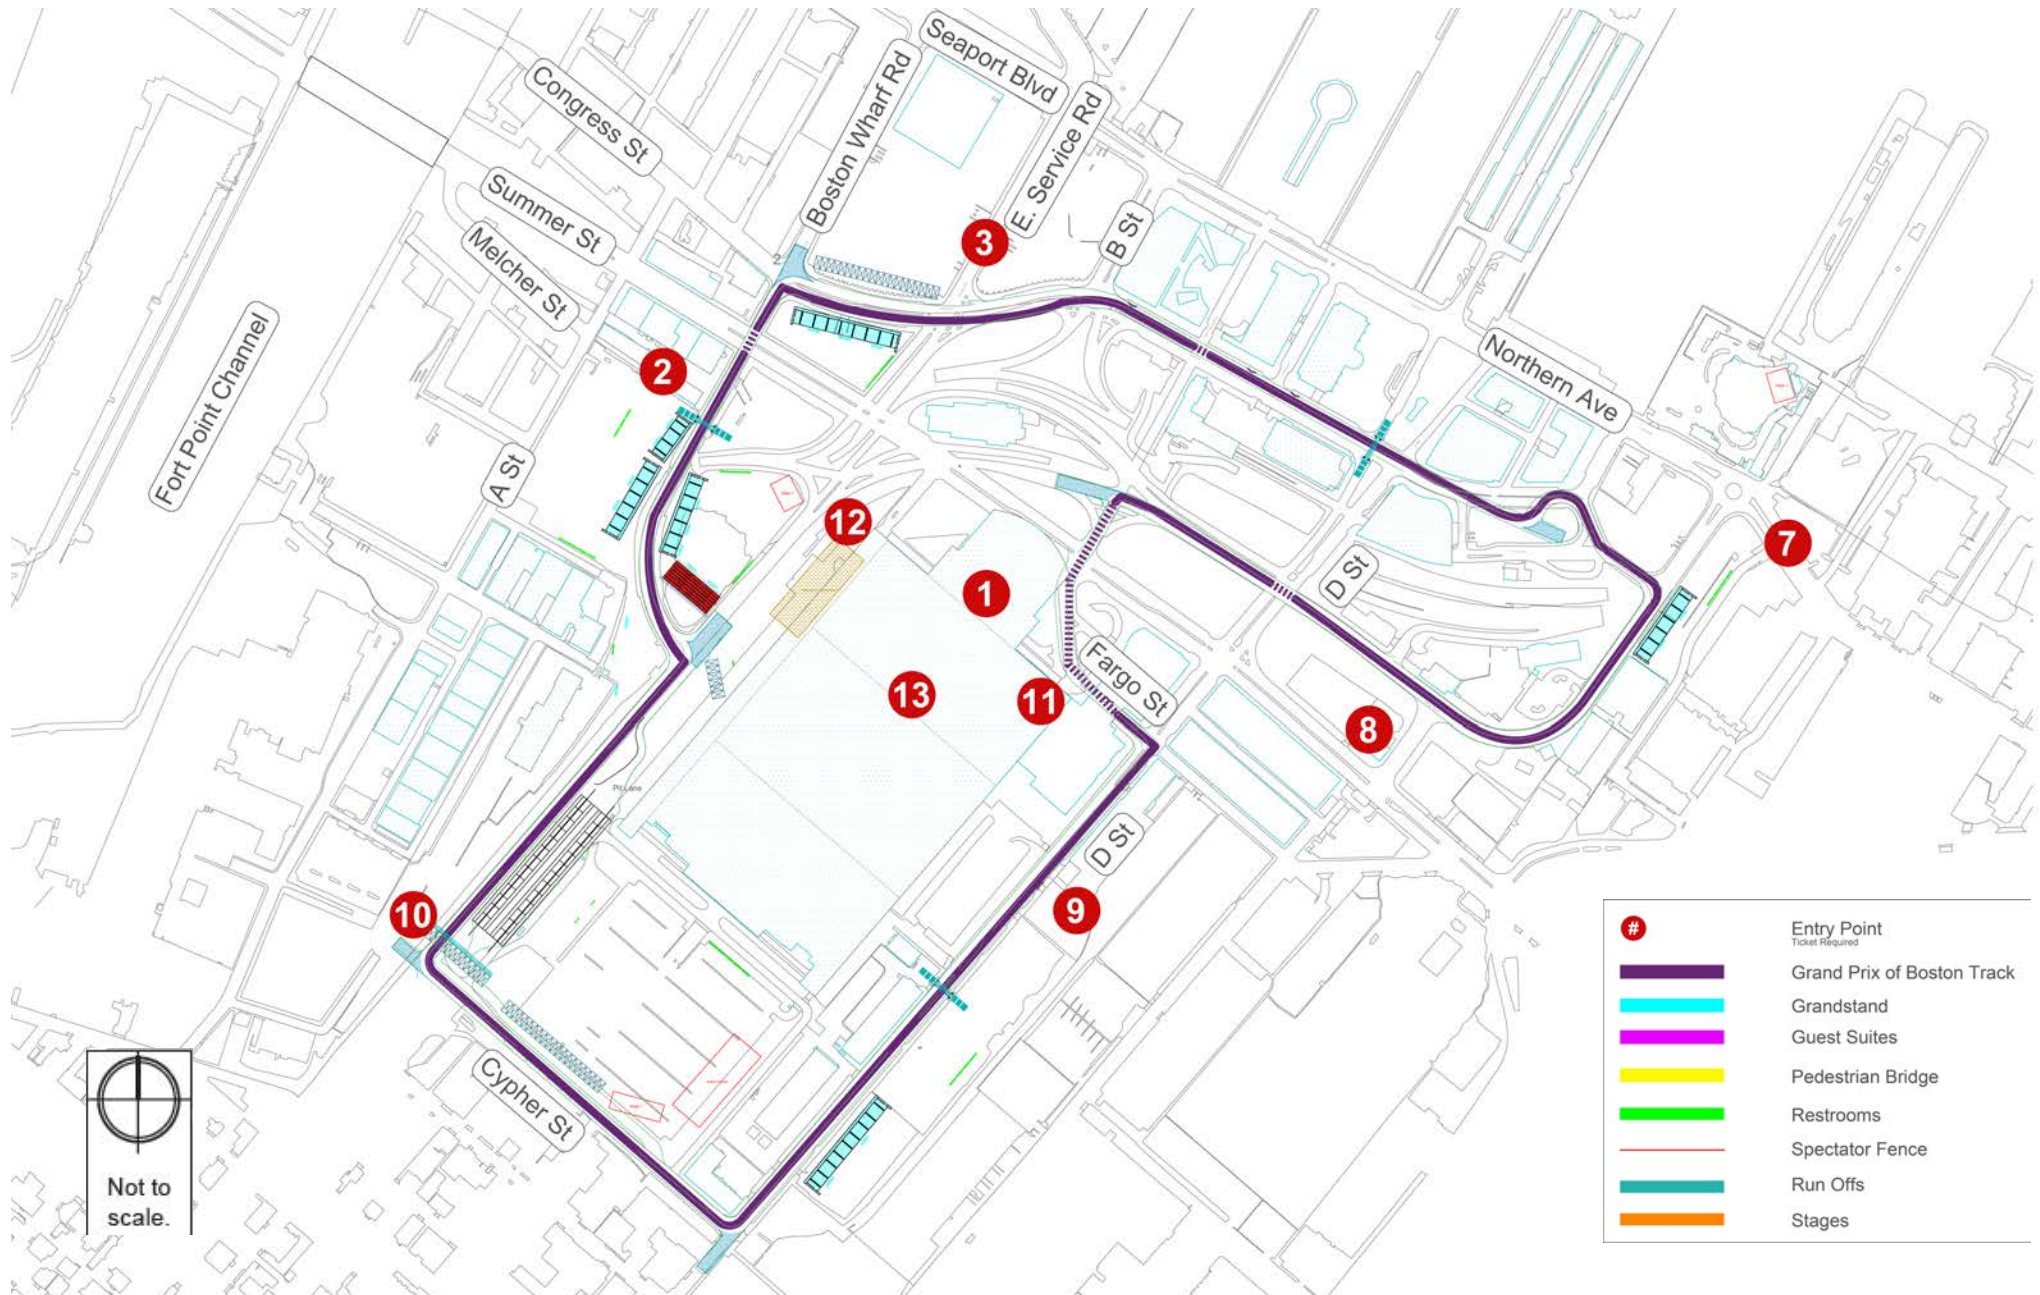 Seaport Blvd
Boston Wharf Rd
Congress St
E. Service Rd
Summer St
B St
Melcher St
3
2
Northern Ave
Fort Point Channel
A St
12
7
1
D St
Fargo St
13
11
8
Pit Lane
D St
10
9
Cypher St
Not to
scale.
# Entry Point
Ticket Required
Grand Prix of Boston Track
Grandstand
Guest Suites
Pedestrian Bridge
Restrooms
Spectator Fence
Run Offs
Stages